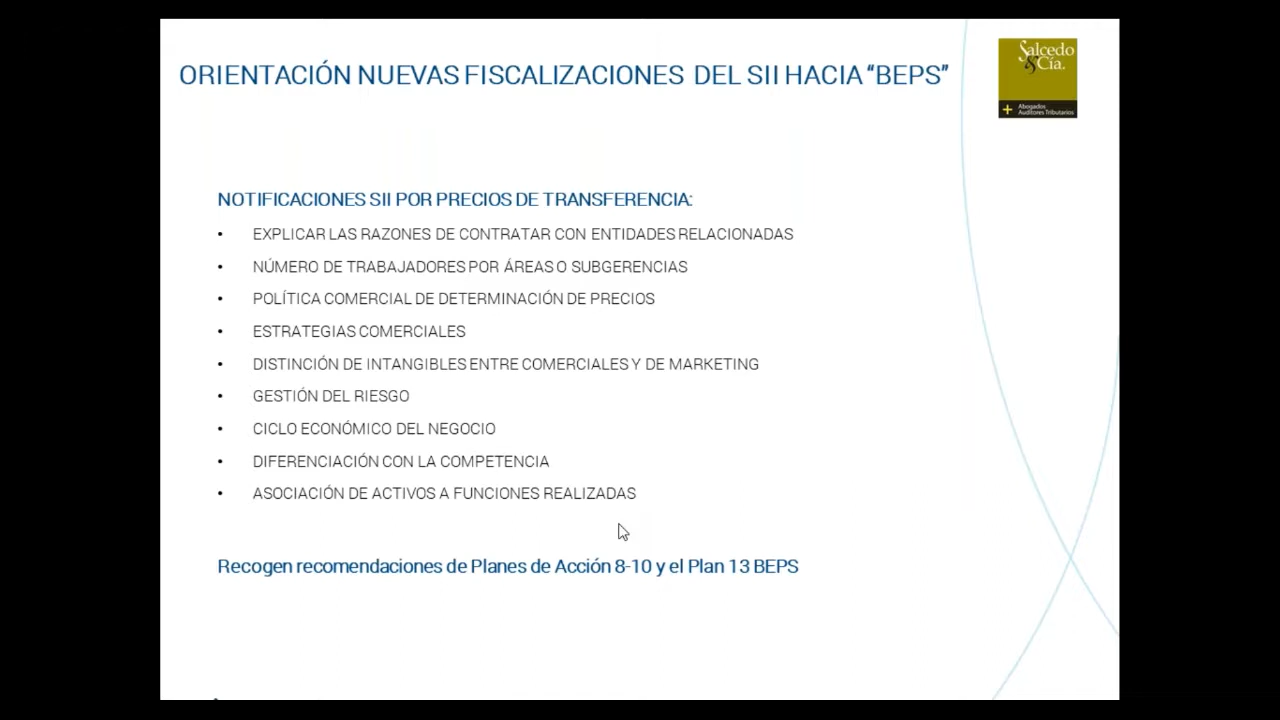 ORIENTACIÓN NUEVAS FISCALIZACIONES DEL SII HACIA “BEPS”
Salcedo
& Cía.
+ Abogados
Auditores Tributarios
NOTIFICACIONES SII POR PRECIOS DE TRANSFERENCIA:
• EXPLICAR LAS RAZONES DE CONTRATAR CON ENTIDADES RELACIONADAS
• NÚMERO DE TRABAJADORES POR ÁREAS O SUBGERENCIAS
• POLÍTICA COMERCIAL DE DETERMINACIÓN DE PRECIOS
• ESTRATEGIAS COMERCIALES
• DISTINCIÓN DE INTANGIBLES ENTRE COMERCIALES Y DE MARKETING
• GESTIÓN DEL RIESGO
• CICLO ECONÓMICO DEL NEGOCIO
• DIFERENCIACIÓN CON LA COMPETENCIA
• ASOCIACIÓN DE ACTIVOS A FUNCIONES REALIZADAS
Recogen recomendaciones de Planes de Acción 8-10 y el Plan 13 BEPS